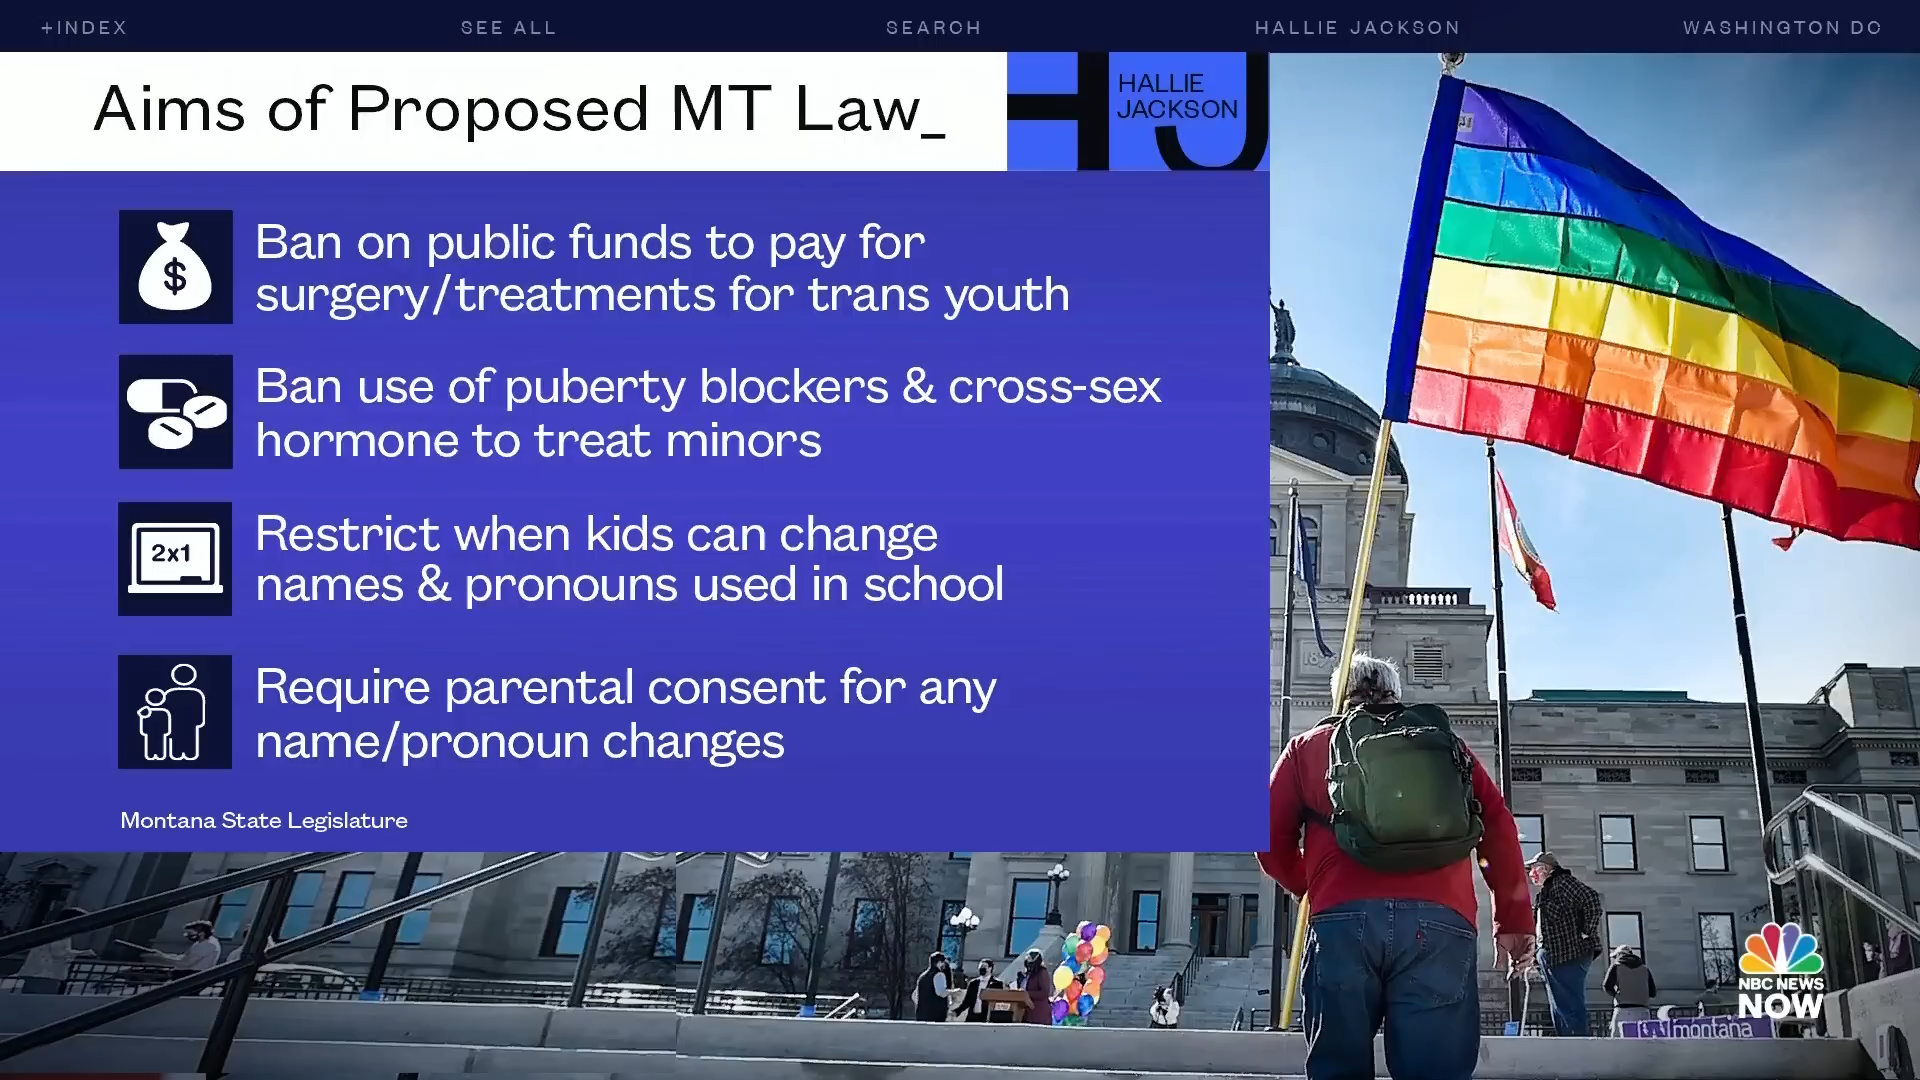 +INDEX SEE ALL SEARCH HALLIE JACKSON WASHINGTON DC
Aims of Proposed MT Law_
HJ
HALLIE
JACKSON
$
Ban on public funds to pay for
surgery/treatments for trans youth
Ban use of puberty blockers & cross-sex
hormone to treat minors
2x1
Restrict when kids can change
names & pronouns used in school
Require parental consent for any
name/pronoun changes
Montana State Legislature
NBC NEWS
NOW
montana